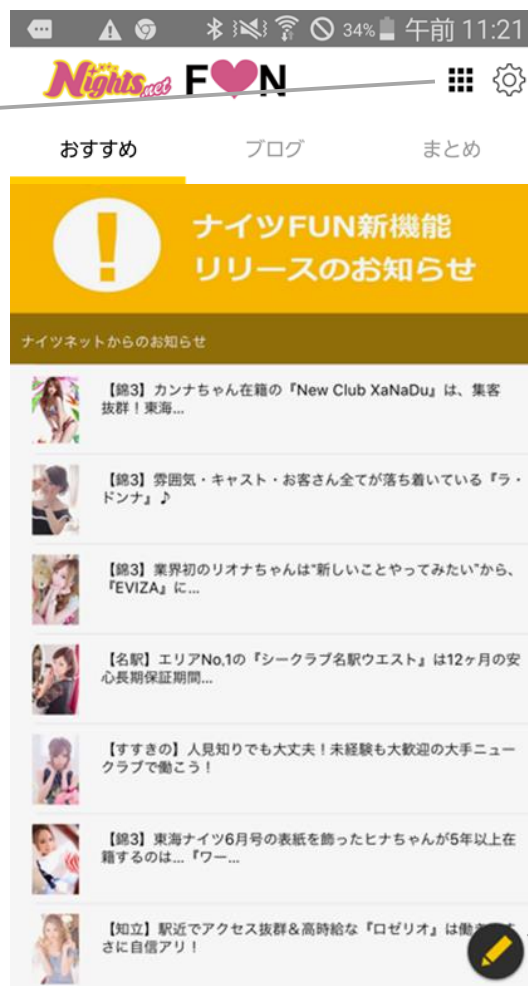 34% 午前 11:21
Nights.net F N
おすすめ ブログ まとめ
ナイツFUN新機能
リリースのお知らせ
ナイツネットからのお知らせ
【錦3】カンナちゃん在籍の『New Club XaNaDu』は、集客
抜群！東海...
【錦3】雰囲気・キャスト・お客さん全てが落ち着いている『ラ・
ドンナ』♪
【錦3】業界初のリオナちゃんは“新しいことやってみたい”から、
『EVIZA』に...
【名駅】エリアNo,1の『シークラブ名駅ウエスト』は12ヶ月の安
心長期保証期間...
【すすきの】人見知りでも大丈夫！未経験も大歓迎の大手ニュー
クラブで働こう！
【錦3】東海ナイツ6月号の表紙を飾ったヒナちゃんが5年以上在
籍するのは...『ワー...
【知立】駅近でアクセス抜群&高時給な『ロゼリオ』は働き
さに自信アリ！